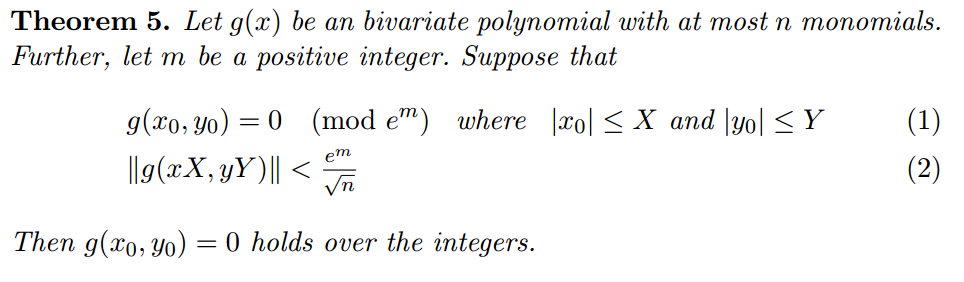 Theorem 5. Let g(x) be an bivariate polynomial with at most n monomials.
Further, let m be a positive integer. Suppose that
g(x₀, y₀) = 0 (mod eᵐ) where |x₀| ≤ X and |y₀| ≤ Y (1)
‖g(xX, yY)‖ < eᵐ/√n (2)
Then g(x₀, y₀) = 0 holds over the integers.